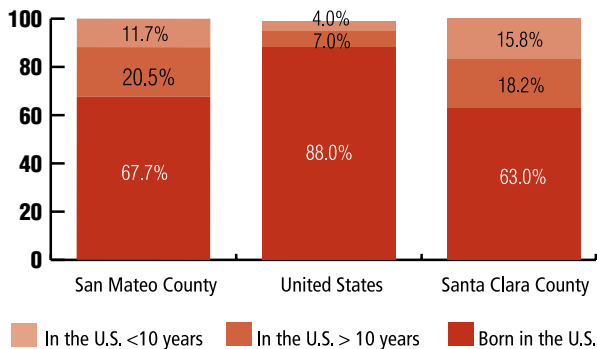 100
80
60
40
20
0
11.7%
20.5%
67.7%
4.0%
7.0%
88.0%
15.8%
18.2%
63.0%
San Mateo County
United States
Santa Clara County
In the U.S. <10 years
In the U.S. > 10 years
Born in the U.S.